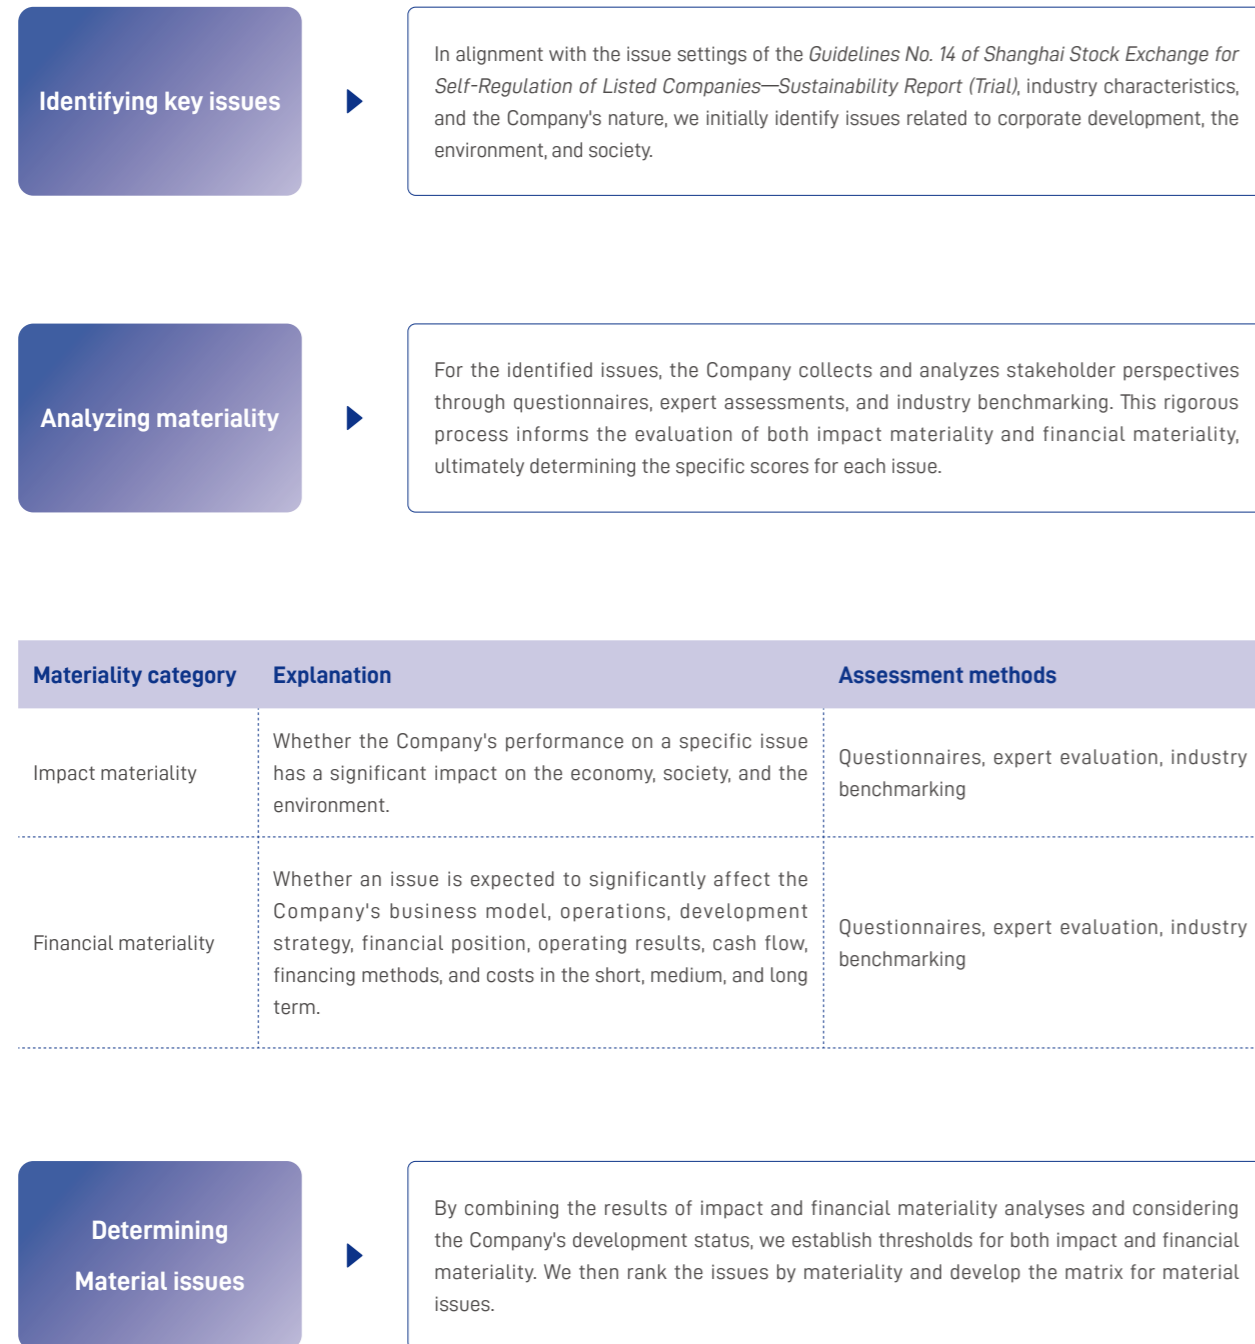 Identifying key issues
In alignment with the issue settings of the Guidelines No. 14 of Shanghai Stock Exchange for
Self-Regulation of Listed Companies—Sustainability Report (Trial), industry characteristics,
and the Company's nature, we initially identify issues related to corporate development, the
environment, and society.
Analyzing materiality
For the identified issues, the Company collects and analyzes stakeholder perspectives
through questionnaires, expert assessments, and industry benchmarking. This rigorous
process informs the evaluation of both impact materiality and financial materiality,
ultimately determining the specific scores for each issue.
Materiality category
Explanation
Assessment methods
Impact materiality
Whether the Company's performance on a specific issue
has a significant impact on the economy, society, and the
environment.
Questionnaires, expert evaluation, industry
benchmarking
Financial materiality
Whether an issue is expected to significantly affect the
Company's business model, operations, development
strategy, financial position, operating results, cash flow,
financing methods, and costs in the short, medium, and long
term.
Questionnaires, expert evaluation, industry
benchmarking
Determining
Material issues
By combining the results of impact and financial materiality analyses and considering
the Company's development status, we establish thresholds for both impact and financial
materiality. We then rank the issues by materiality and develop the matrix for material
issues.